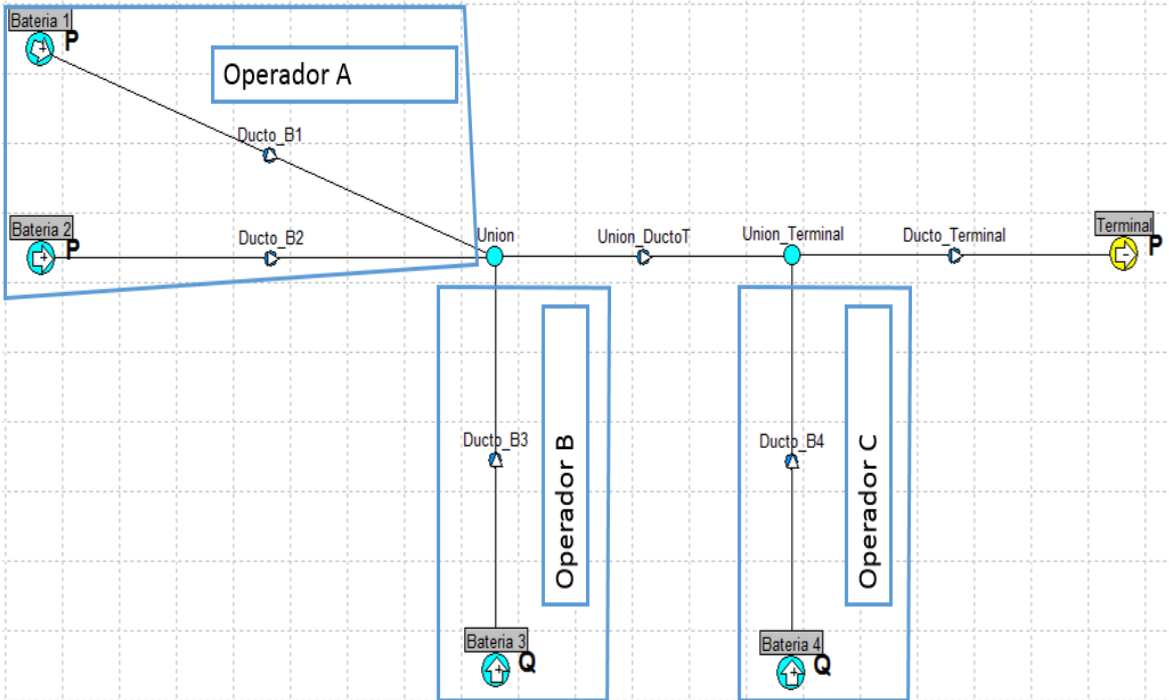 Bateria 1
P
Operador A
Ducto_B1
Bateria 2
P
Ducto_B2
Union
Union_DuctoT
Union_Terminal
Ducto_Terminal
Terminal
P
Ducto_B3
Operador B
Ducto_B4
Operador C
Bateria 3
Q
Bateria 4
Q